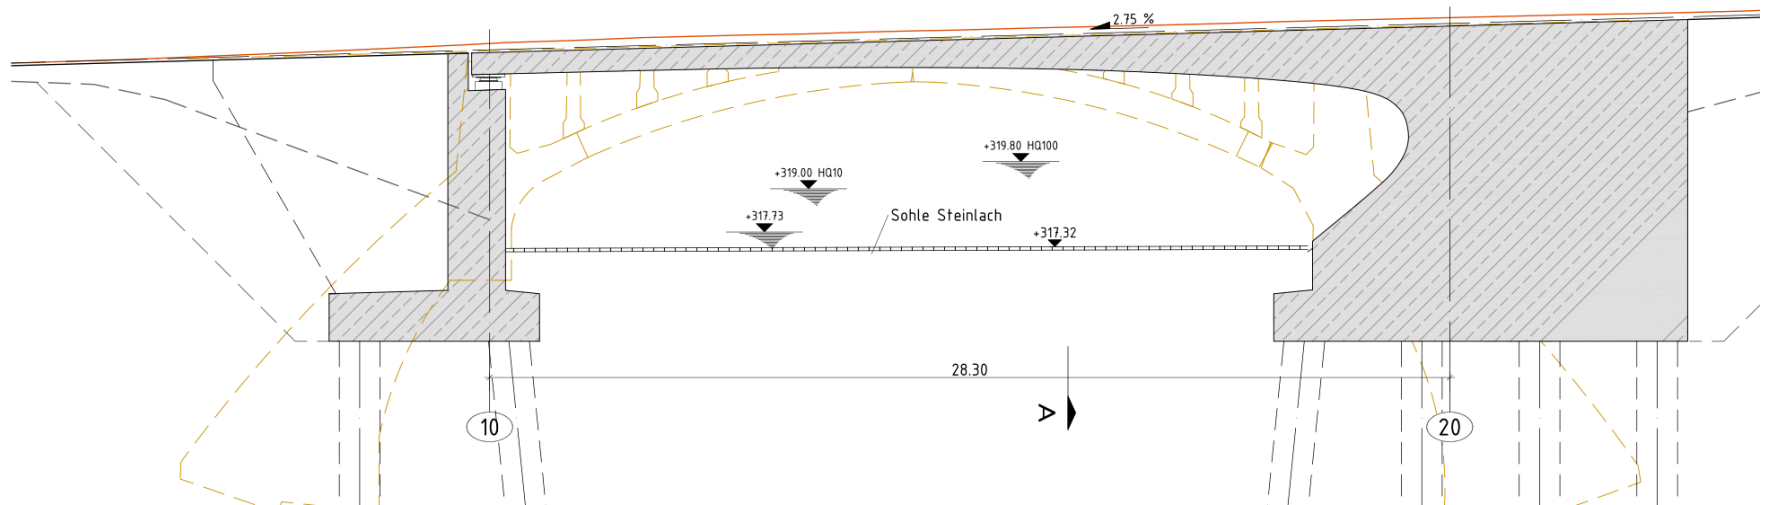 2.75 %
+319.80 HQ100
+319.00 HQ10
+317.73
Sohle Steinlach
+317.32
28.30
A
10
20